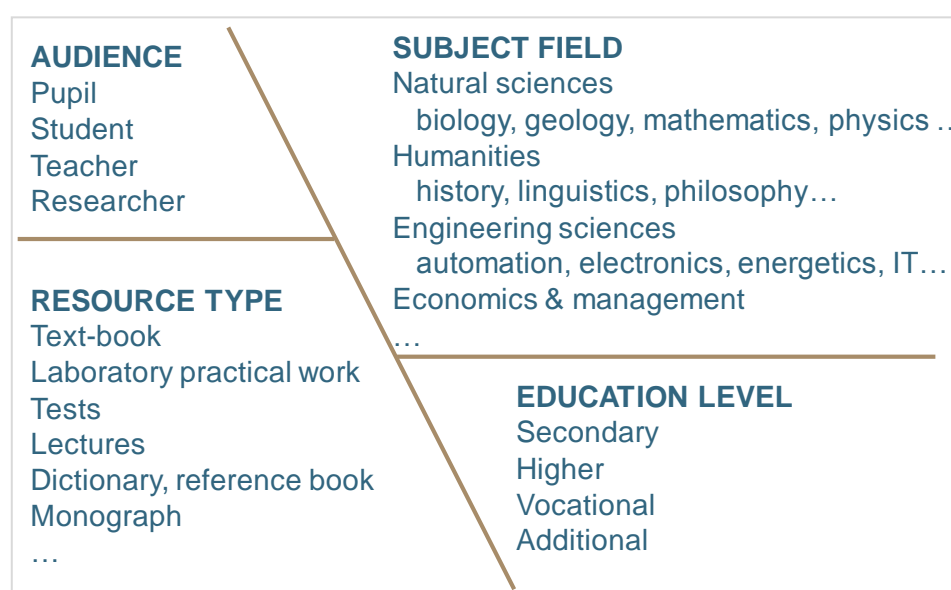 AUDIENCE
Pupil
Student
Teacher
Researcher
RESOURCE TYPE
Text-book
Laboratory practical work
Tests
Lectures
Dictionary, reference book
Monograph
…
SUBJECT FIELD
Natural sciences
biology, geology, mathematics, physics …
Humanities
history, linguistics, philosophy…
Engineering sciences
automation, electronics, energetics, IT…
Economics & management
…
EDUCATION LEVEL
Secondary
Higher
Vocational
Additional